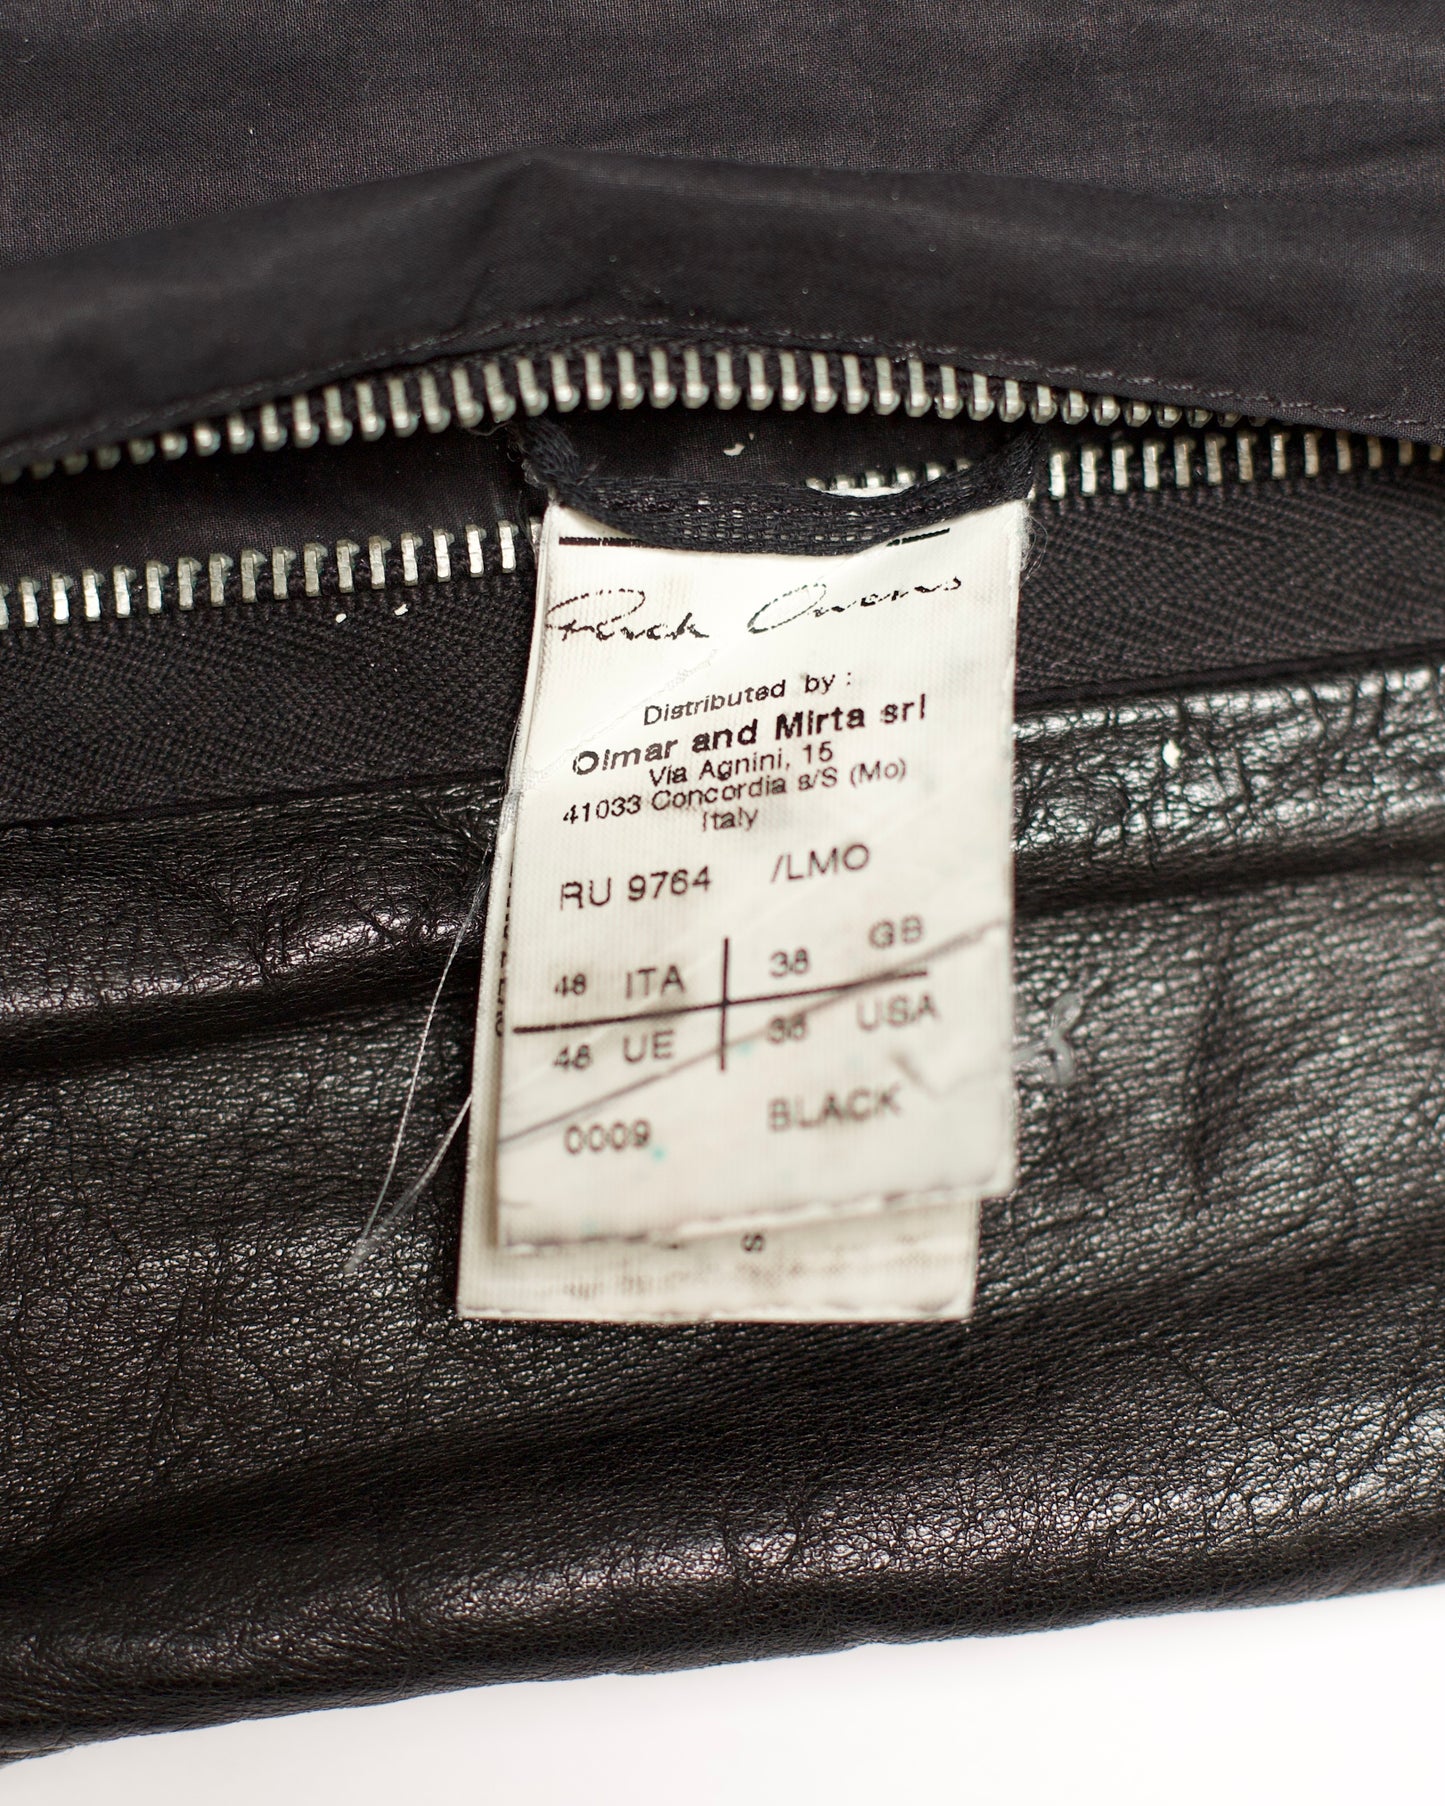 Rick Owens
Distributed by :
Olmar and Mirta srl
Via Agnini, 15
41033 Concordia s/S (Mo)
Italy
RU 9764 /LMO
48 ITA 38 GB
48 UE 38 USA
0009 BLACK
S